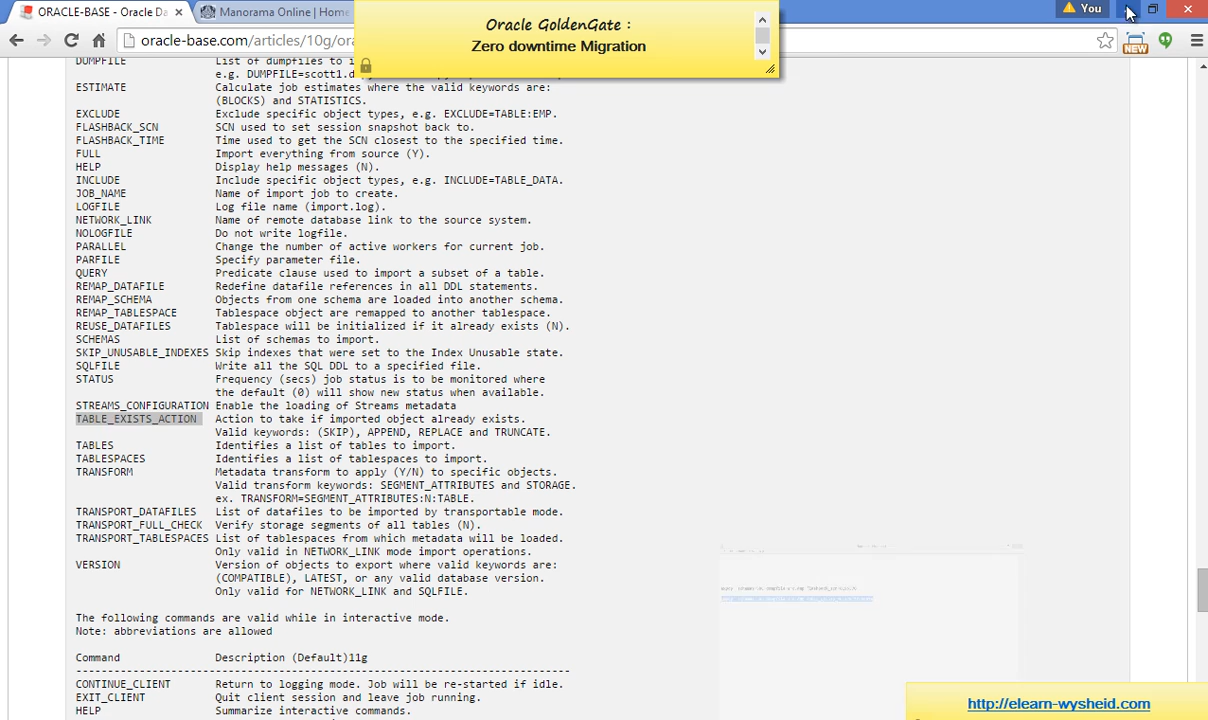 ORACLE-BASE - Oracle Da
Manorama Online | Home
You
oracle-base.com/articles/10g/or
NEW
Oracle GoldenGate :
Zero downtime Migration
DUMPFILE List of dumpfiles to i
e.g. DUMPFILE=scott1.d
ESTIMATE Calculate job estimates where the valid keywords are:
(BLOCKS) and STATISTICS.
EXCLUDE Exclude specific object types, e.g. EXCLUDE=TABLE:EMP.
FLASHBACK_SCN SCN used to set session snapshot back to.
FLASHBACK_TIME Time used to get the SCN closest to the specified time.
FULL Import everything from source (Y).
HELP Display help messages (N).
INCLUDE Include specific object types, e.g. INCLUDE=TABLE_DATA.
JOB_NAME Name of import job to create.
LOGFILE Log file name (import.log).
NETWORK_LINK Name of remote database link to the source system.
NOLOGFILE Do not write logfile.
PARALLEL Change the number of active workers for current job.
PARFILE Specify parameter file.
QUERY Predicate clause used to import a subset of a table.
REMAP_DATAFILE Redefine datafile references in all DDL statements.
REMAP_SCHEMA Objects from one schema are loaded into another schema.
REMAP_TABLESPACE Tablespace object are remapped to another tablespace.
REUSE_DATAFILES Tablespace will be initialized if it already exists (N).
SCHEMAS List of schemas to import.
SKIP_UNUSABLE_INDEXES Skip indexes that were set to the Index Unusable state.
SQLFILE Write all the SQL DDL to a specified file.
STATUS Frequency (secs) job status is to be monitored where
the default (0) will show new status when available.
STREAMS_CONFIGURATION Enable the loading of Streams metadata
TABLE_EXISTS_ACTION Action to take if imported object already exists.
Valid keywords: (SKIP), APPEND, REPLACE and TRUNCATE.
TABLES Identifies a list of tables to import.
TABLESPACES Identifies a list of tablespaces to import.
TRANSFORM Metadata transform to apply (Y/N) to specific objects.
Valid transform keywords: SEGMENT_ATTRIBUTES and STORAGE.
ex. TRANSFORM=SEGMENT_ATTRIBUTES:N:TABLE.
TRANSPORT_DATAFILES List of datafiles to be imported by transportable mode.
TRANSPORT_FULL_CHECK Verify storage segments of all tables (N).
TRANSPORT_TABLESPACES List of tablespaces from which metadata will be loaded.
Only valid in NETWORK_LINK mode import operations.
VERSION Version of objects to export where valid keywords are:
(COMPATIBLE), LATEST, or any valid database version.
Only valid for NETWORK_LINK and SQLFILE.
The following commands are valid while in interactive mode.
Note: abbreviations are allowed
Command Description (Default)11g
------------------------------------------------------------------------------
CONTINUE_CLIENT Return to logging mode. Job will be re-started if idle.
EXIT_CLIENT Quit client session and leave job running.
HELP Summarize interactive commands.
http://elearn-wysheid.com